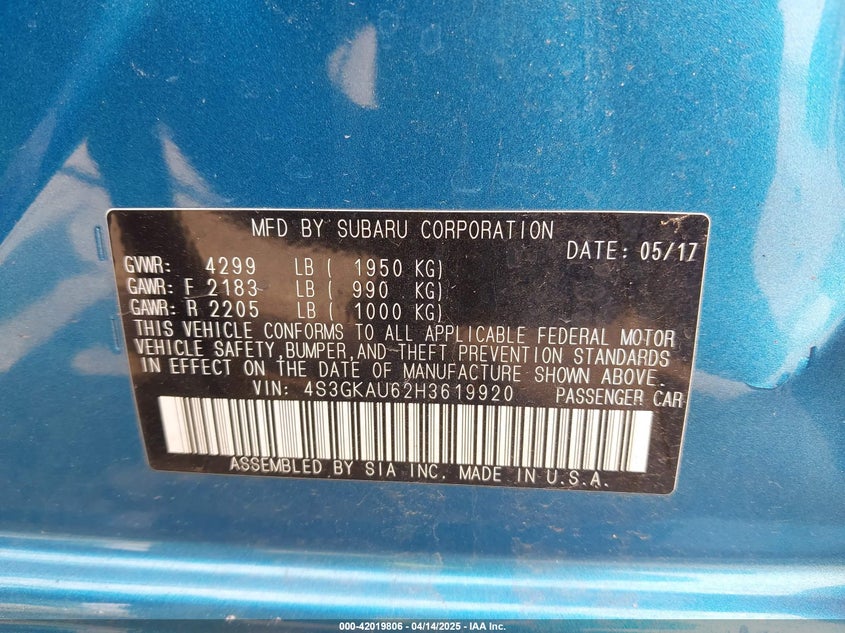 MFD BY SUBARU CORPORATION
DATE: 05/17
GVWR: 4299 LB ( 1950 KG)
GAWR: F 2183 LB ( 990 KG)
GAWR: R 2205 LB ( 1000 KG)
THIS VEHICLE CONFORMS TO ALL APPLICABLE FEDERAL MOTOR
VEHICLE SAFETY,BUMPER,AND THEFT PREVENTION STANDARDS
IN EFFECT ON THE DATE OF MANUFACTURE SHOWN ABOVE.
VIN: 4S3GKAU62H3619920 PASSENGER CAR
ASSEMBLED BY SIA INC. MADE IN U.S.A.
000-42019806 - 04/14/2025 - IAA Inc.